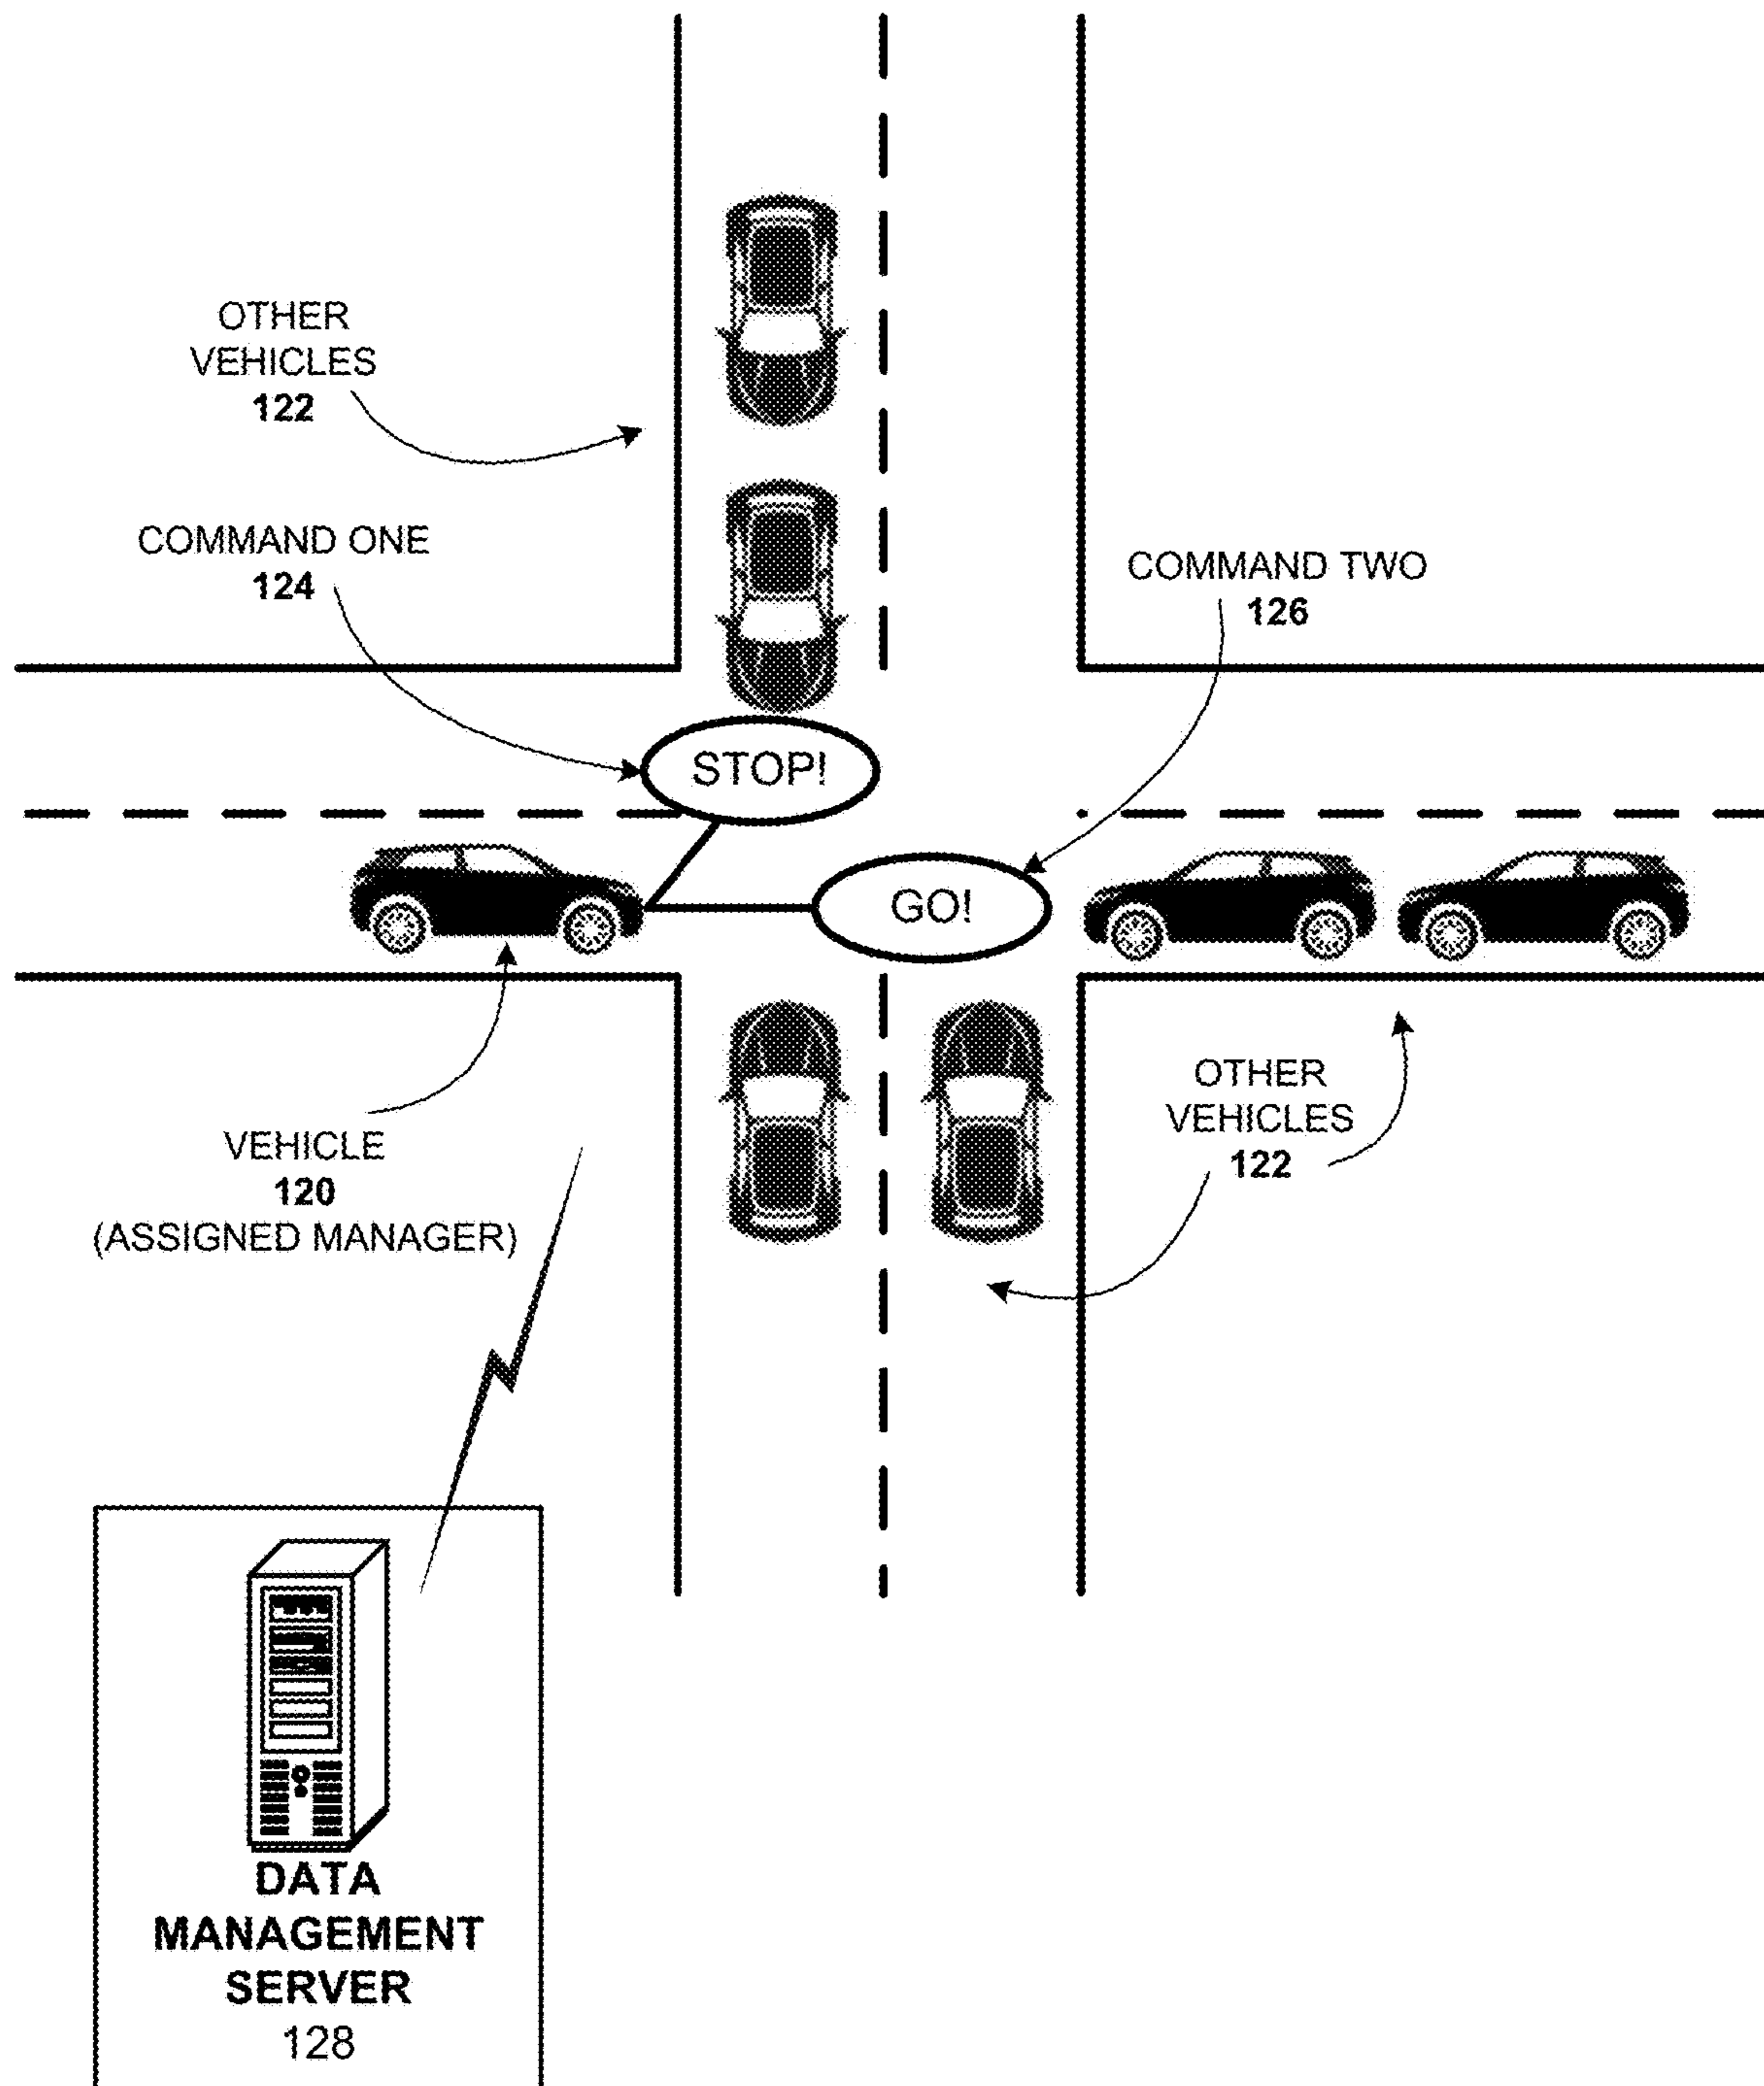 OTHER
VEHICLES
122
COMMAND ONE
124
COMMAND TWO
126
STOP!
GO!
VEHICLE
120
(ASSIGNED MANAGER)
OTHER
VEHICLES
122
DATA
MANAGEMENT
SERVER
128